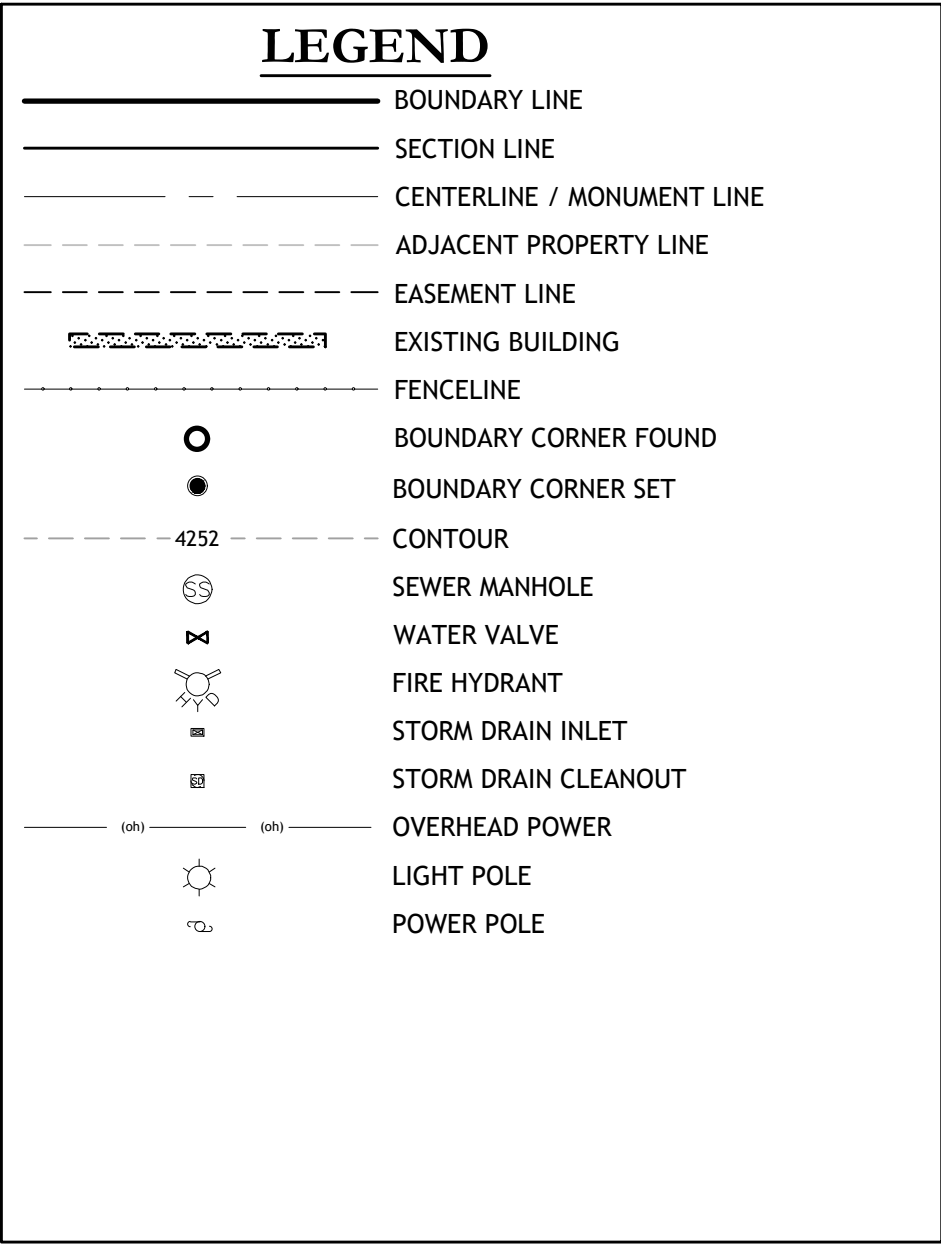 LEGEND
BOUNDARY LINE
SECTION LINE
CENTERLINE / MONUMENT LINE
ADJACENT PROPERTY LINE
EASEMENT LINE
EXISTING BUILDING
FENCELINE
BOUNDARY CORNER FOUND
BOUNDARY CORNER SET
4252 CONTOUR
SS SEWER MANHOLE
WATER VALVE
HYD FIRE HYDRANT
STORM DRAIN INLET
SD STORM DRAIN CLEANOUT
(oh) (oh) OVERHEAD POWER
LIGHT POLE
POWER POLE